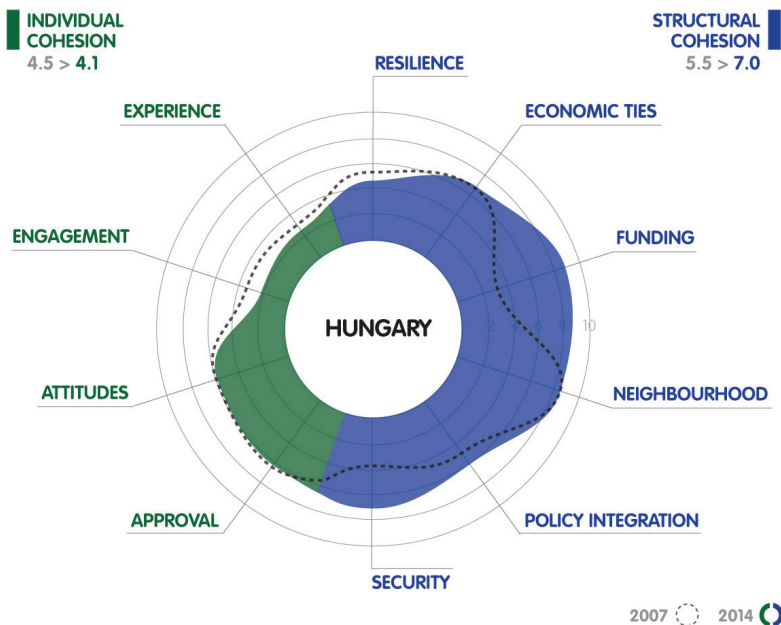 INDIVIDUAL
COHESION
4.5 > 4.1
STRUCTURAL
COHESION
5.5 > 7.0
RESILIENCE
EXPERIENCE
ECONOMIC TIES
ENGAGEMENT
FUNDING
HUNGARY
2 4 6 8 10
ATTITUDES
NEIGHBOURHOOD
APPROVAL
POLICY INTEGRATION
SECURITY
2007 2014